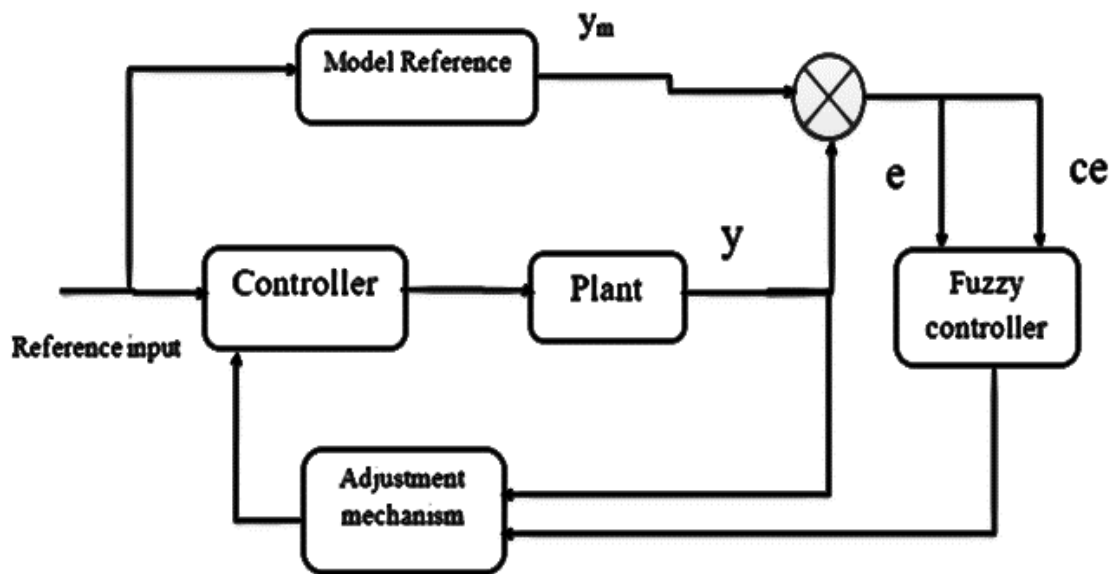 yₘ
Model Reference
e
ce
y
Controller
Plant
Fuzzy
controller
Reference input
Adjustment
mechanism